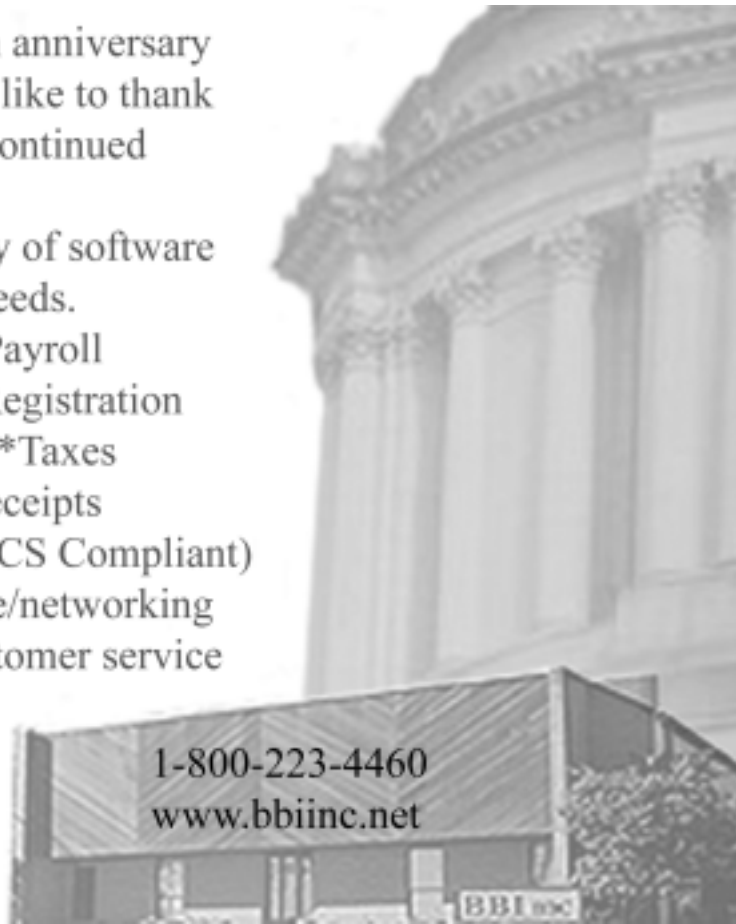 anniversary
like to thank
ontinued
y of software
eeds.
Payroll
egistration
*Taxes
eceipts
CS Compliant)
e/networking
tomer service
1-800-223-4460
www.bbiinc.net
BBI inc